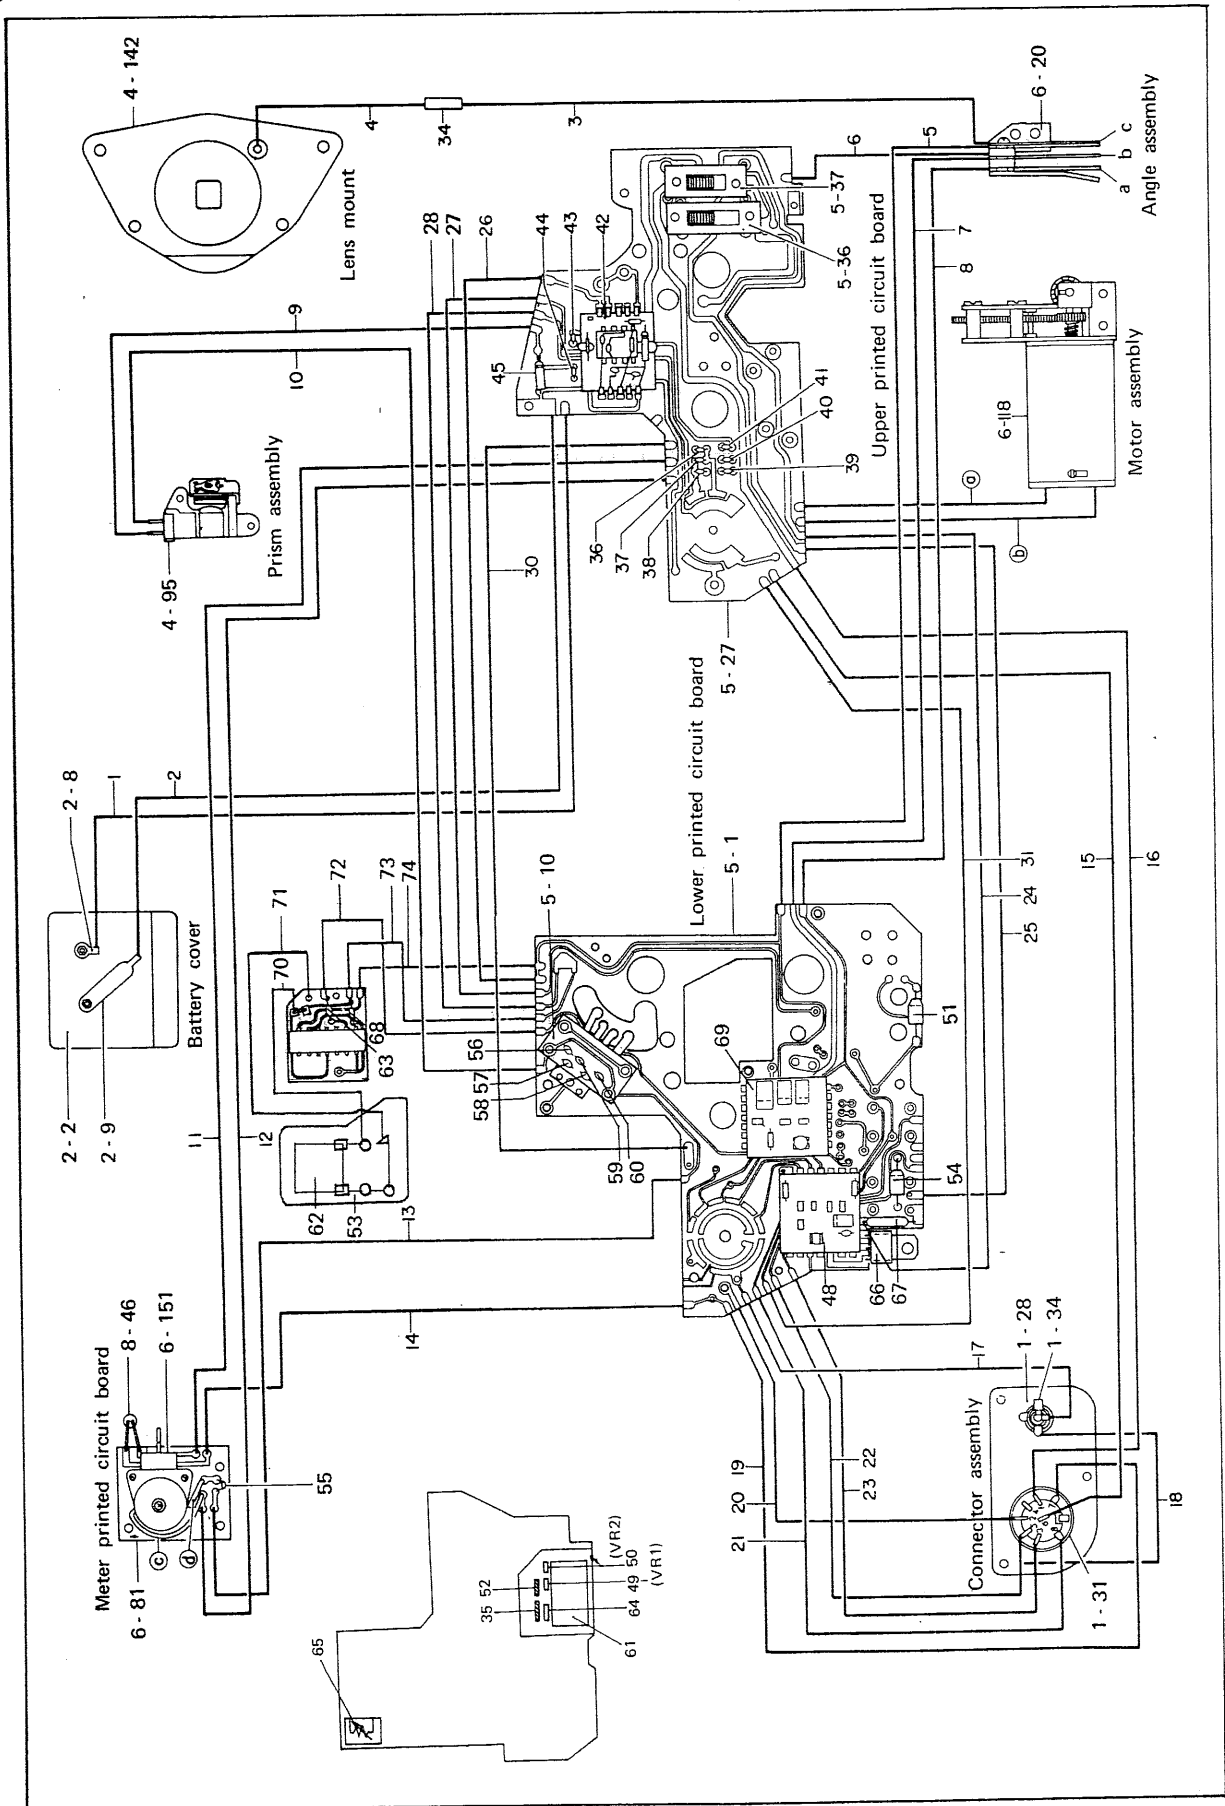 Meter printed circuit board
6 - 81
8 - 46
6 - 151
c
d
55
Battery cover
2 - 2
2 - 9
2 - 8
1
2
Prism assembly
4 - 95
10
9
Lens mount
4 - 142
4
34
3
11
12
13
14
62
53
63
68
70
71
72
73
74
30
28
27
26
44
43
42
45
65
35
52
64
49
(VR1)
50
(VR2)
61
Lower printed circuit board
5 - 1
5 - 10
56
57
58
59
60
69
51
54
48
66
67
Upper printed circuit board
5 - 27
36
37
38
39
40
41
5-36
5-37
6
5
7
8
Angle assembly
6 - 20
a
b
c
Motor assembly
6-118
a
b
31
24
25
15
16
Connector assembly
1 - 28
1 - 34
1 - 31
17
18
19
20
21
22
23